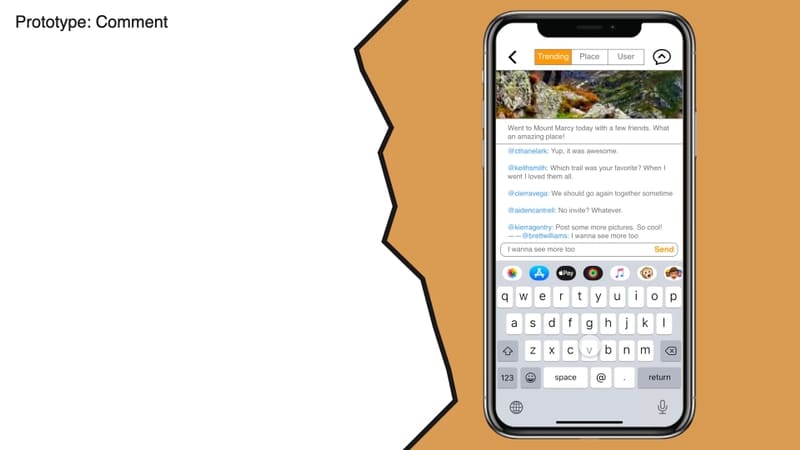 Prototype: Comment
Trending Place User
Went to Mount Marcy today with a few friends. What
an amazing place!
@cthanelark: Yup, it was awesome.
@keithsmith: Which trail was your favorite? When I
went I loved them all.
@cierravega: We should go again together sometime
@aidencantrell: No invite? Whatever.
@kierragentry: Post some more pictures. So cool!
——@brettwilliams: I wanna see more too
I wanna see more too Send
Pay
q w e r t y u i o p
a s d f g h j k l
z x c v b n m
123 space @ . return